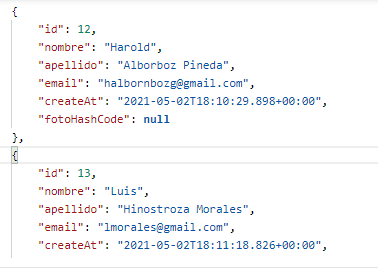 {
"id": 12,
"nombre": "Harold",
"apellido": "Alborboz Pineda",
"email": "halbornbozg@gmail.com",
"createAt": "2021-05-02T18:10:29.898+00:00",
"fotoHashCode": null
},
{
"id": 13,
"nombre": "Luis",
"apellido": "Hinostroza Morales",
"email": "lmorales@gmail.com",
"createAt": "2021-05-02T18:11:18.826+00:00",